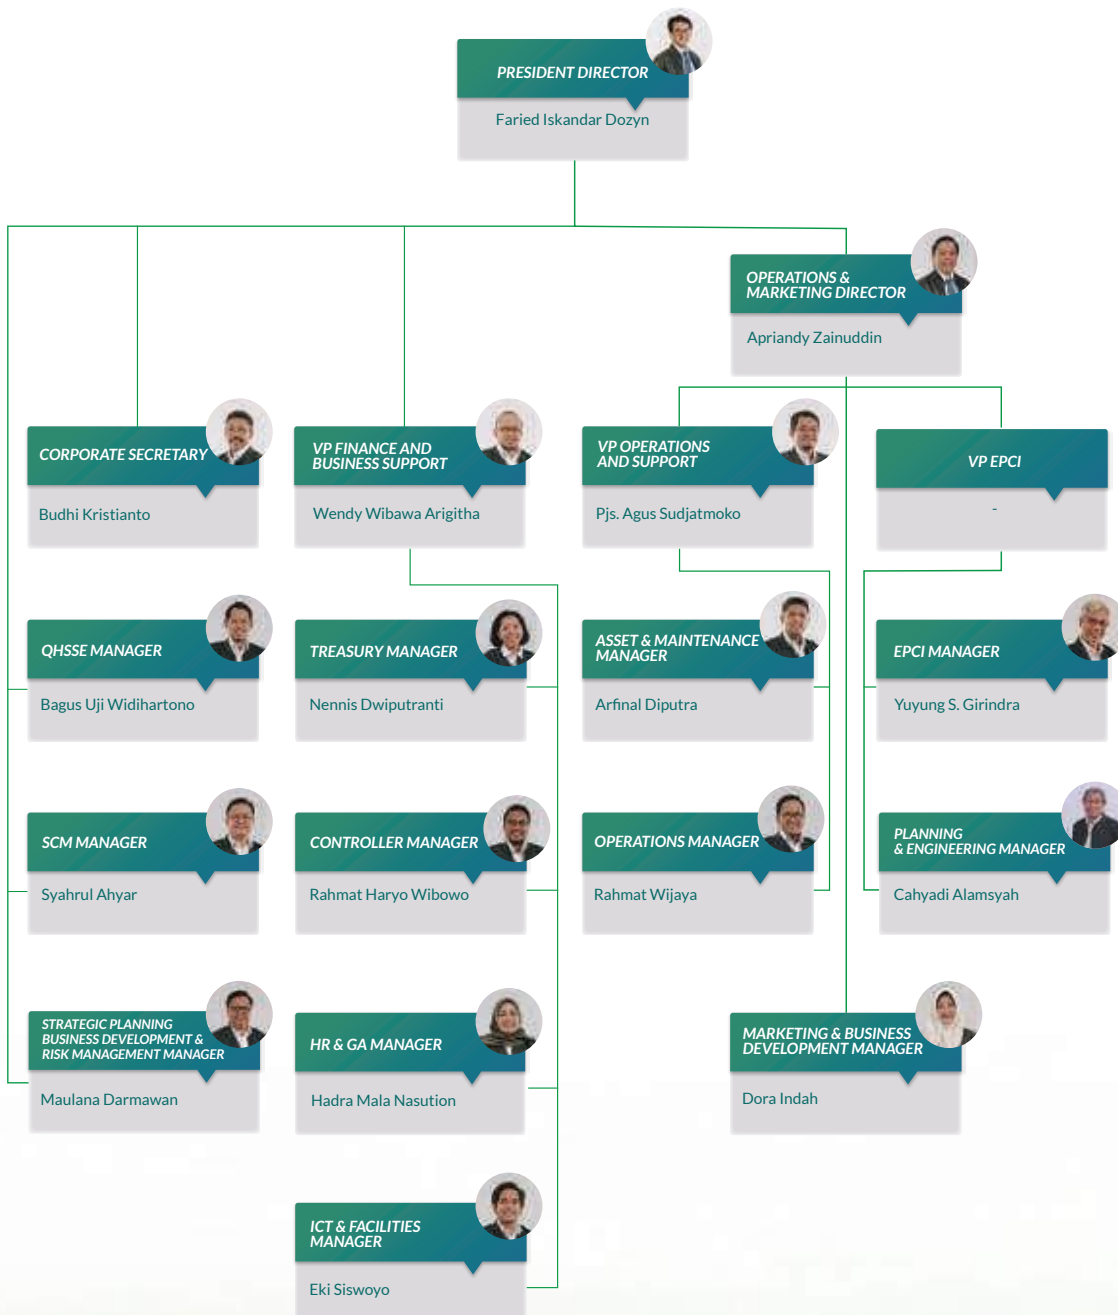 PRESIDENT DIRECTOR
Faried Iskandar Dozyn
OPERATIONS &
MARKETING DIRECTOR
Apriandy Zainuddin
CORPORATE SECRETARY
Budhi Kristianto
VP FINANCE AND
BUSINESS SUPPORT
Wendy Wibawa Arigitha
VP OPERATIONS
AND SUPPORT
Pjs. Agus Sudjatmoko
VP EPCI
-
QHSSE MANAGER
Bagus Uji Widihartono
TREASURY MANAGER
Nennis Dwiputranti
ASSET & MAINTENANCE
MANAGER
Arfinal Diputra
EPCI MANAGER
Yuyung S. Girindra
SCM MANAGER
Syahrul Ahyar
CONTROLLER MANAGER
Rahmat Haryo Wibowo
OPERATIONS MANAGER
Rahmat Wijaya
PLANNING
& ENGINEERING MANAGER
Cahyadi Alamsyah
STRATEGIC PLANNING
BUSINESS DEVELOPMENT &
RISK MANAGEMENT MANAGER
Maulana Darmawan
HR & GA MANAGER
Hadra Mala Nasution
MARKETING & BUSINESS
DEVELOPMENT MANAGER
Dora Indah
ICT & FACILITIES
MANAGER
Eki Siswoyo